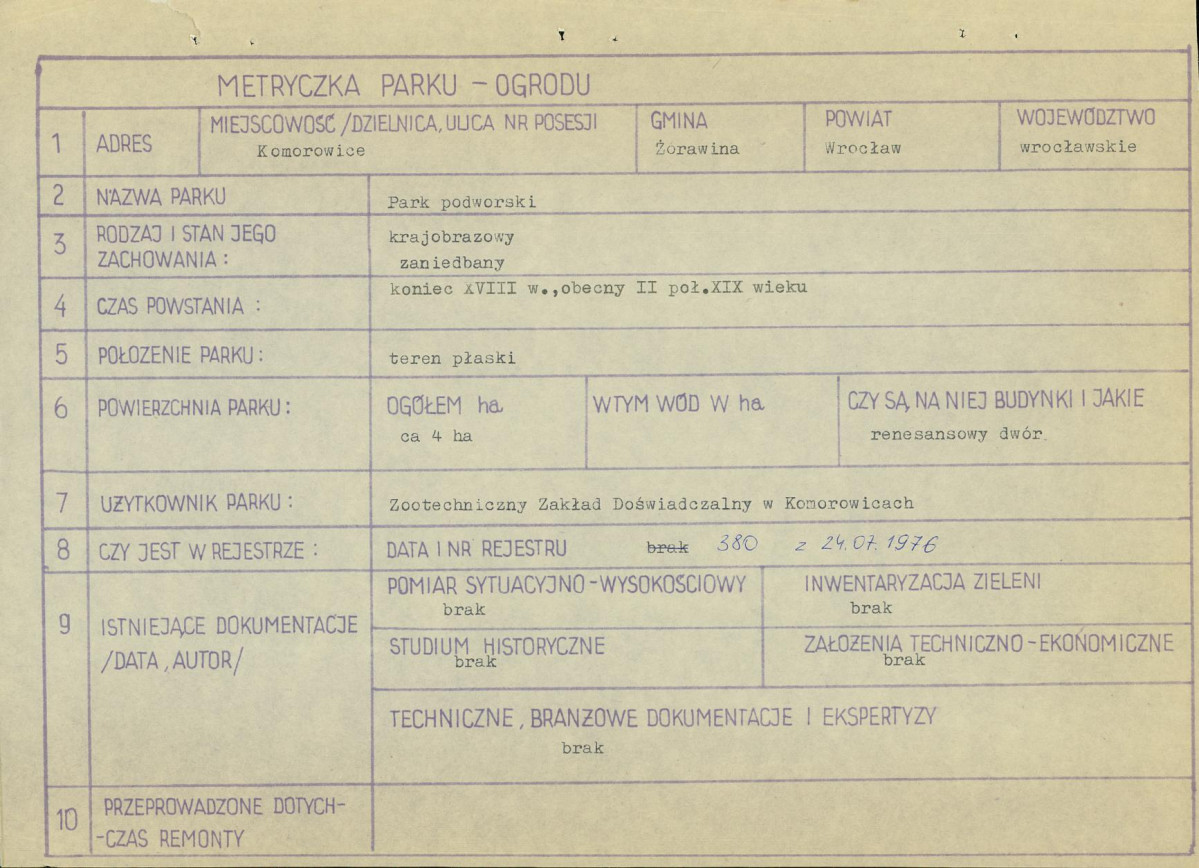 METRYCZKA PARKU - OGRODU
1 ADRES MIEJSCOWOŚĆ/DZIELNICA, ULICA NR POSESJI GMINA POWIAT WOJEWÓDZTWO
Komorowice Żórawina Wrocław wrocławskie
2 NAZWA PARKU Park podworski
3 RODZAJ I STAN JEGO krajobrazowy
ZACHOWANIA: zaniedbany
4 CZAS POWSTANIA: koniec XVIII w., obecny II poł.XIX wieku
5 POŁOŻENIE PARKU: teren płaski
6 POWIERZCHNIA PARKU: OGÓŁEM ha W TYM WÓD W ha CZY SĄ NA NIEJ BUDYNKI I JAKIE
ca 4 ha renesansowy dwór.
7 UŻYTKOWNIK PARKU: Zootechniczny Zakład Doświadczalny w Komorowicach
8 CZY JEST W REJESTRZE: DATA I NR REJESTRU brak 380 z 24.07.1976
POMIAR SYTUACYJNO-WYSOKOŚCIOWY INWENTARYZACJA ZIELENI
brak brak
9 ISTNIEJĄCE DOKUMENTACJE
/DATA, AUTOR/
STUDIUM HISTORYCZNE ZAŁOŻENIA TECHNICZNO-EKONOMICZNE
brak brak
TECHNICZNE, BRANŻOWE DOKUMENTACJE I EKSPERTYZY
brak
10 PRZEPROWADZONE DOTYCH-
-CZAS REMONTY